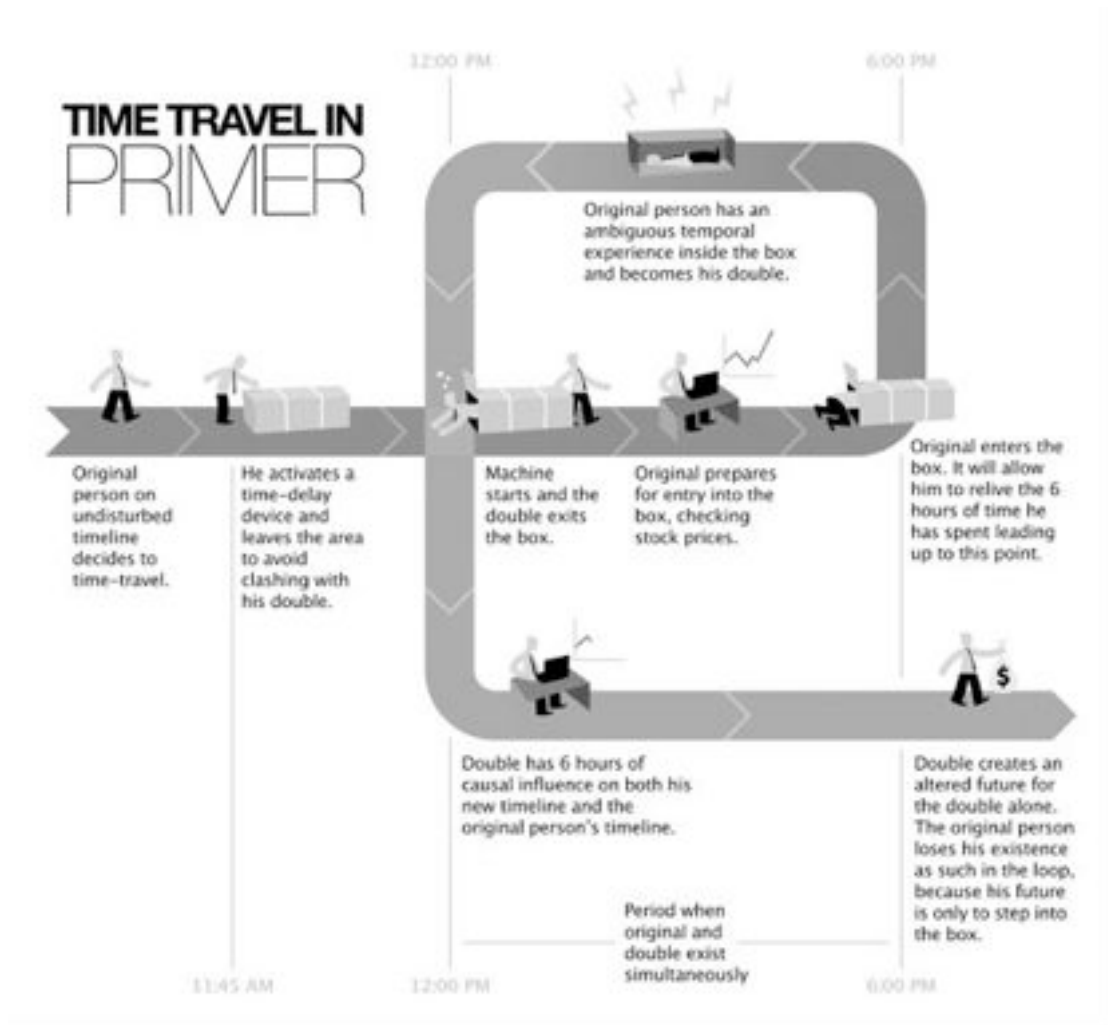 12:00 PM
6:00 PM
TIME TRAVEL IN
PRIMER
Original person has an
ambiguous temporal
experience inside the box
and becomes his double.
Original
person on
undisturbed
timeline
decides to
time-travel.
He activates a
time-delay
device and
leaves the area
to avoid
clashing with
his double.
Machine
starts and the
double exits
the box.
Original prepares
for entry into the
box, checking
stock prices.
Original enters the
box. It will allow
him to relive the 6
hours of time he
has spent leading
up to this point.
$
Double has 6 hours of
causal influence on both his
new timeline and the
original person's timeline.
Double creates an
altered future for
the double alone.
The original person
loses his existence
as such in the loop,
because his future
is only to step into
the box.
Period when
original and
double exist
simultaneously
11:45 AM
12:00 PM
6:00 PM